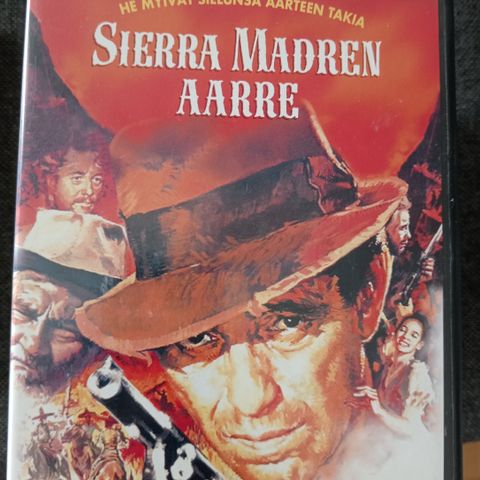 HE MYIVÄT SIELUNSA AARTEEN TAKIA
SIERRA MADREN
AARRE